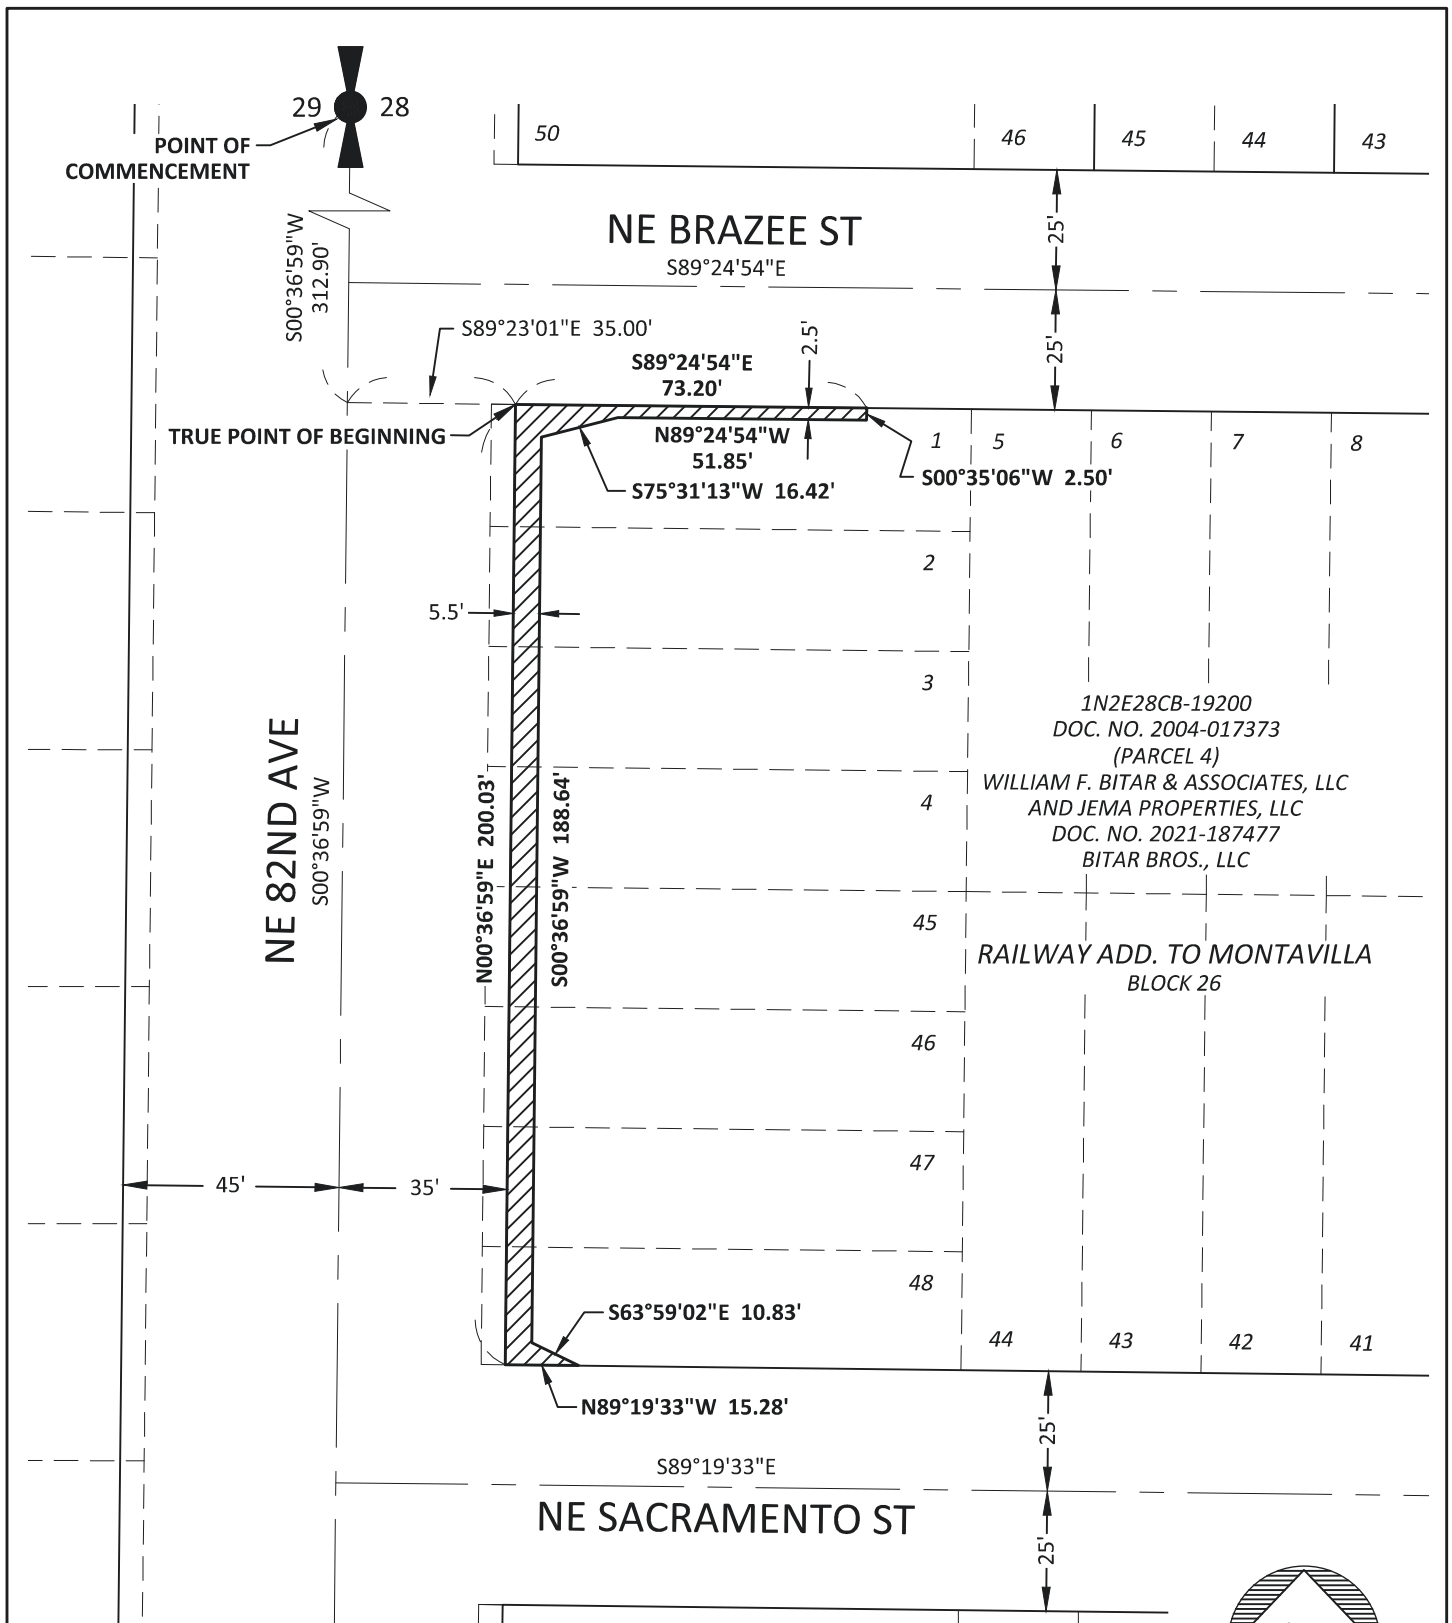 29 28
POINT OF
COMMENCEMENT
50
46
45
44
43
NE BRAZEE ST
S89°24'54"E
25'
S00°36'59"W
312.90'
S89°23'01"E 35.00'
25'
2.5'
S89°24'54"E
73.20'
TRUE POINT OF BEGINNING
N89°24'54"W
51.85'
S75°31'13"W 16.42'
S00°35'06"W 2.50'
1
5
6
7
8
2
5.5'
3
1N2E28CB-19200
DOC. NO. 2004-017373
(PARCEL 4)
WILLIAM F. BITAR & ASSOCIATES, LLC
AND JEMA PROPERTIES, LLC
DOC. NO. 2021-187477
BITAR BROS., LLC
NE 82ND AVE
S00°36'59"W
N00°36'59"E 200.03'
S00°36'59"W 188.64'
4
45
RAILWAY ADD. TO MONTAVILLA
BLOCK 26
46
47
45'
35'
48
S63°59'02"E 10.83'
44
43
42
41
N89°19'33"W 15.28'
25'
S89°19'33"E
NE SACRAMENTO ST
25'